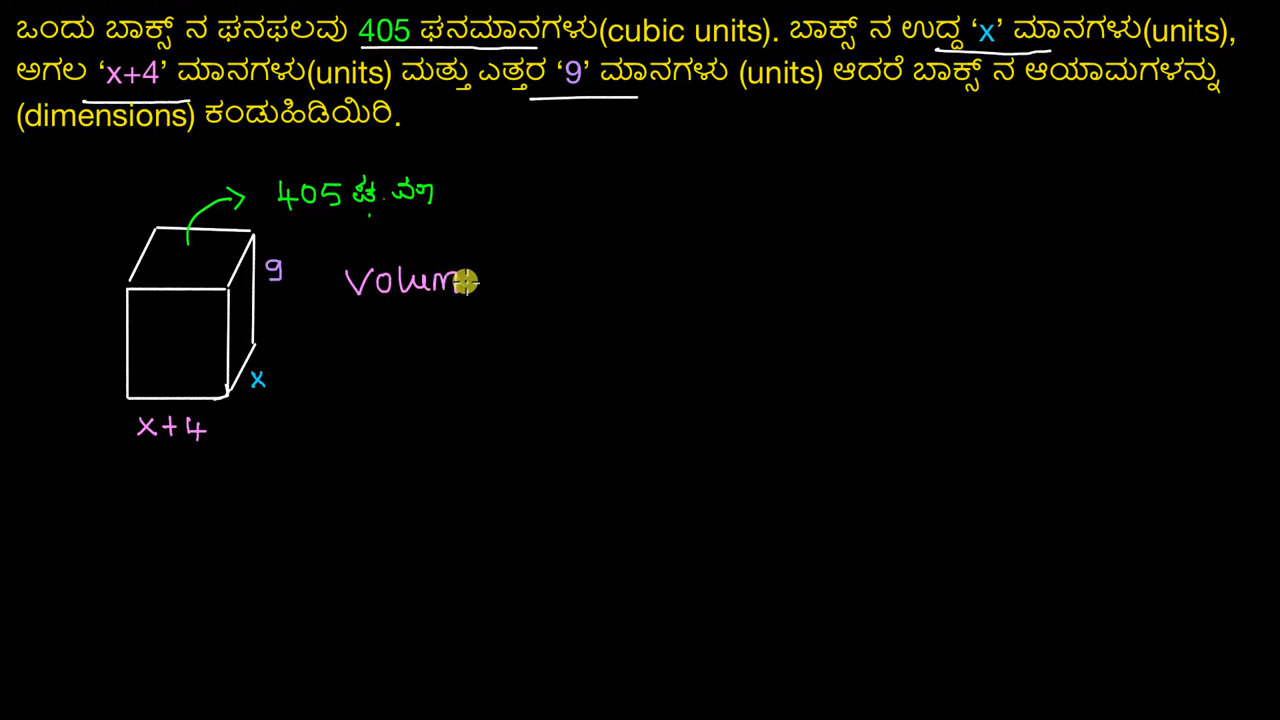 ಒಂದು ಬಾಕ್ಸ್ ನ ಘನಫಲವು 405 ಘನಮಾನಗಳು(cubic units). ಬಾಕ್ಸ್ ನ ಉದ್ದ ‘x’ ಮಾನಗಳು(units),
ಅಗಲ ‘x+4’ ಮಾನಗಳು(units) ಮತ್ತು ಎತ್ತರ ‘9’ ಮಾನಗಳು (units) ಆದರೆ ಬಾಕ್ಸ್ ನ ಆಯಾಮಗಳನ್ನು
(dimensions) ಕಂಡುಹಿಡಿಯಿರಿ.
405 ಘ.ಮಾ
9
Volum
x
x+4